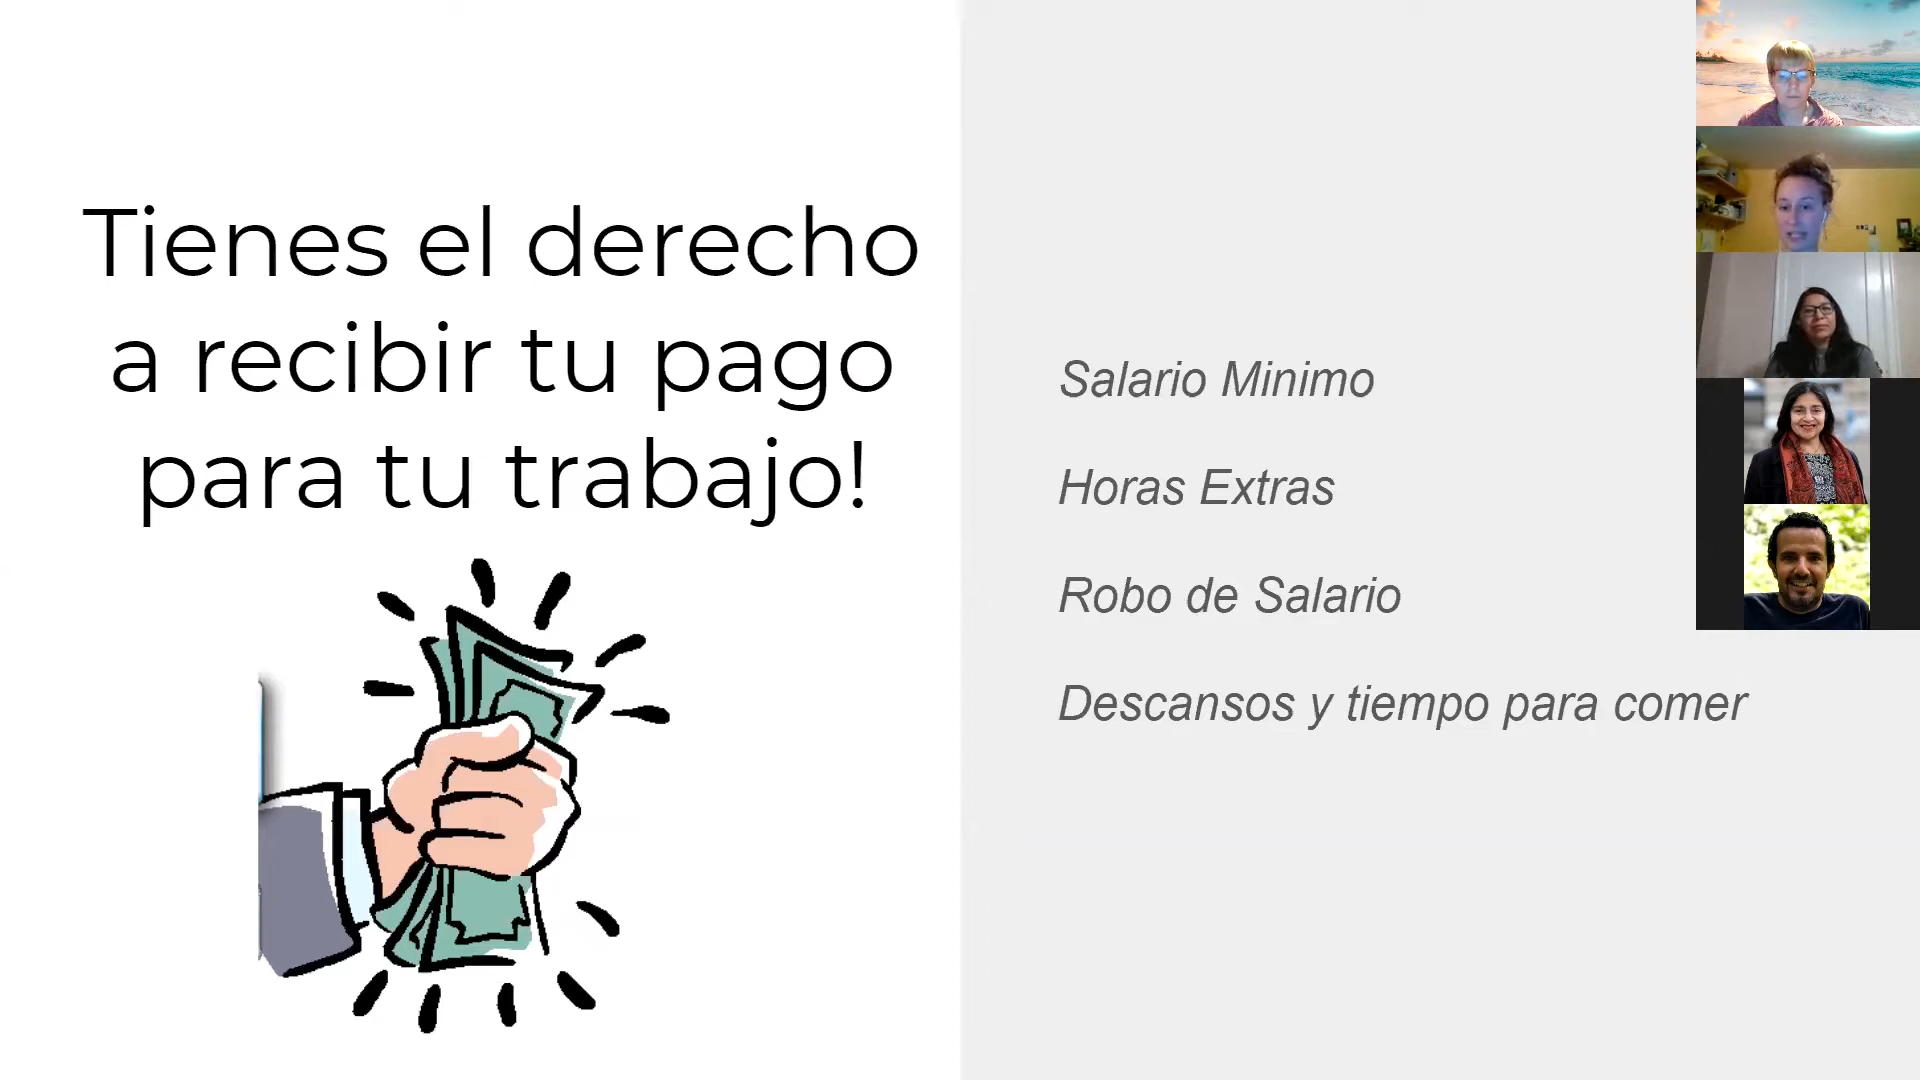 Tienes el derecho
a recibir tu pago
para tu trabajo!
Salario Minimo
Horas Extras
Robo de Salario
Descansos y tiempo para comer